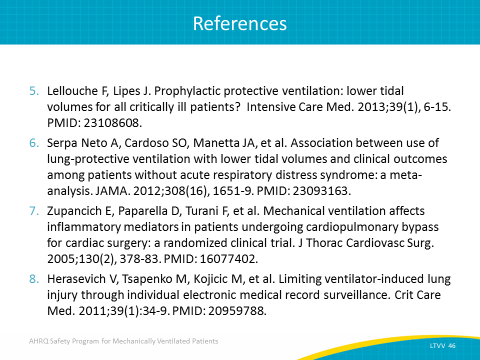 References
5. Lellouche F, Lipes J. Prophylactic protective ventilation: lower tidal
volumes for all critically ill patients? Intensive Care Med. 2013;39(1), 6-15.
PMID: 23108608.
6. Serpa Neto A, Cardoso SO, Manetta JA, et al. Association between use of
lung-protective ventilation with lower tidal volumes and clinical outcomes
among patients without acute respiratory distress syndrome: a meta-
analysis. JAMA. 2012;308(16), 1651-9. PMID: 23093163.
7. Zupancich E, Paparella D, Turani F, et al. Mechanical ventilation affects
inflammatory mediators in patients undergoing cardiopulmonary bypass
for cardiac surgery: a randomized clinical trial. J Thorac Cardiovasc Surg.
2005;130(2), 378-83. PMID: 16077402.
8. Herasevich V, Tsapenko M, Kojicic M, et al. Limiting ventilator-induced lung
injury through individual electronic medical record surveillance. Crit Care
Med. 2011;39(1):34-9. PMID: 20959788.
AHRQ Safety Program for Mechanically Ventilated Patients
LTVV 46